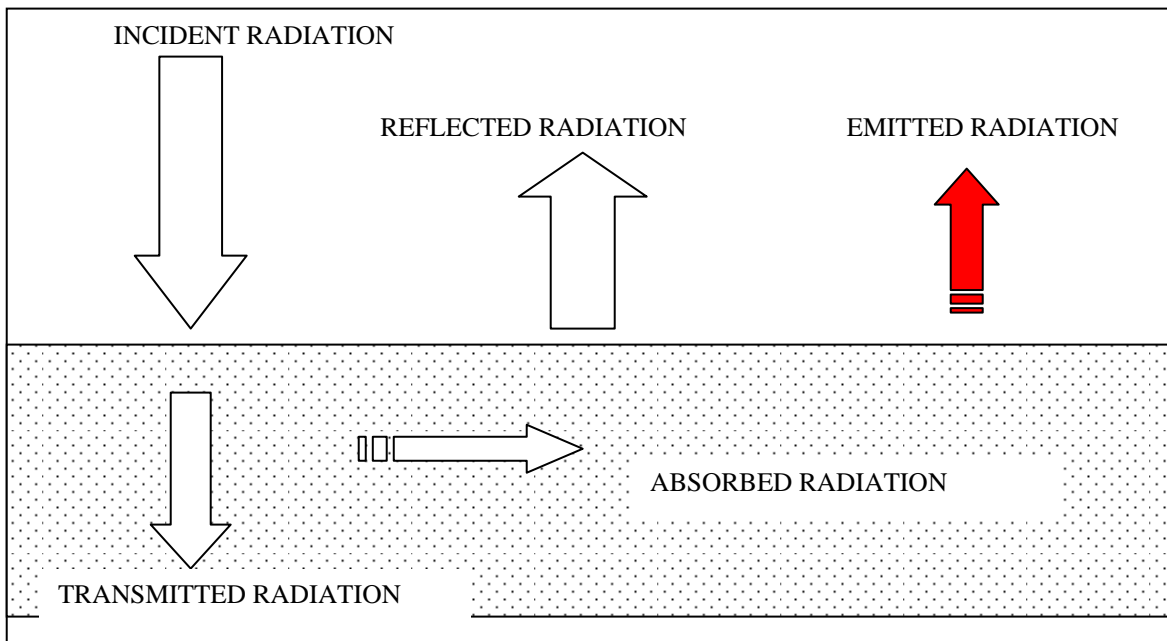 INCIDENT RADIATION
REFLECTED RADIATION
EMITTED RADIATION
ABSORBED RADIATION
TRANSMITTED RADIATION